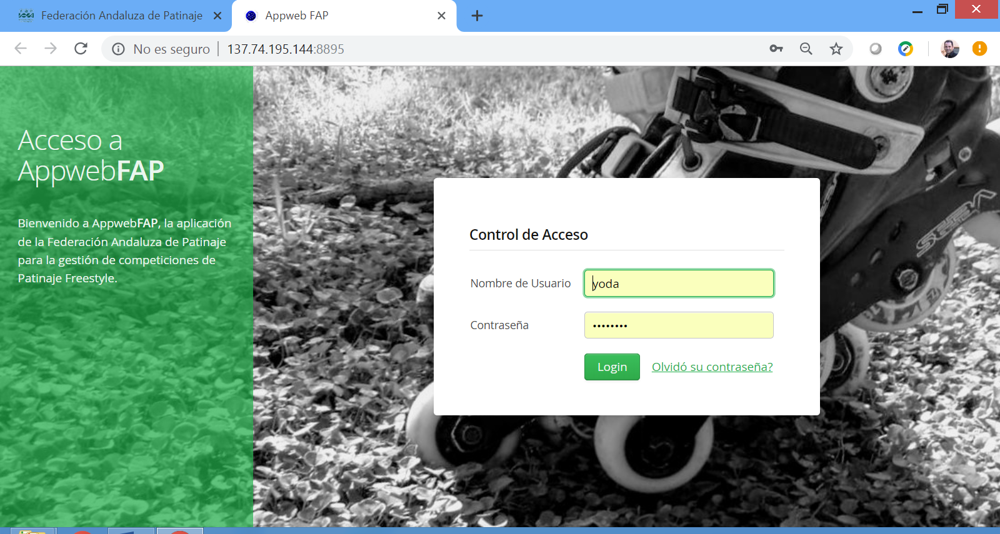 Federación Andaluza de Patinaje
Appweb FAP
No es seguro
137.74.195.144:8895
Acceso a
AppwebFAP
Bienvenido a AppwebFAP, la aplicación
de la Federación Andaluza de Patinaje
para la gestión de competiciones de
Patinaje Freestyle.
Control de Acceso
Nombre de Usuario
yoda
Contraseña
••••••••
Login
Olvidó su contraseña?